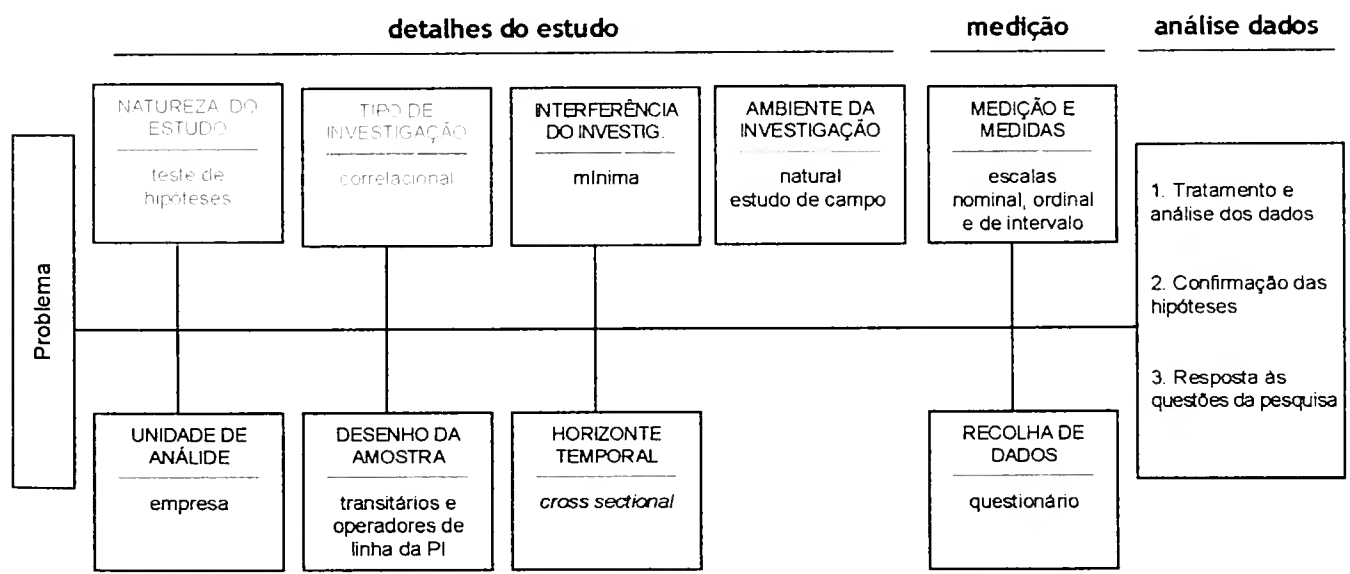 detalhes do estudo
medição
análise dados
Problema
NATUREZA DO
ESTUDO
teste de
hipóteses
TIPO DE
INVESTIGAÇÃO
correlacional
INTERFERÊNCIA
DO INVESTIG.
mínima
AMBIENTE DA
INVESTIGAÇÃO
natural
estudo de campo
MEDIÇÃO E
MEDIDAS
escalas
nominal, ordinal
e de intervalo
1. Tratamento e
análise dos dados
2. Confirmação das
hipóteses
3. Resposta às
questões da pesquisa
UNIDADE DE
ANÁLIDE
empresa
DESENHO DA
AMOSTRA
transitários e
operadores de
linha da PI
HORIZONTE
TEMPORAL
cross sectional
RECOLHA DE
DADOS
questionário